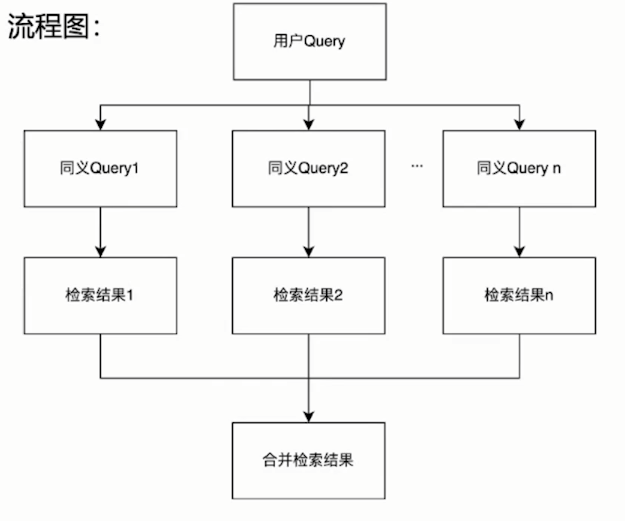 流程图：
用户Query
同义Query1
同义Query2
...
同义Query n
检索结果1
检索结果2
检索结果n
合并检索结果